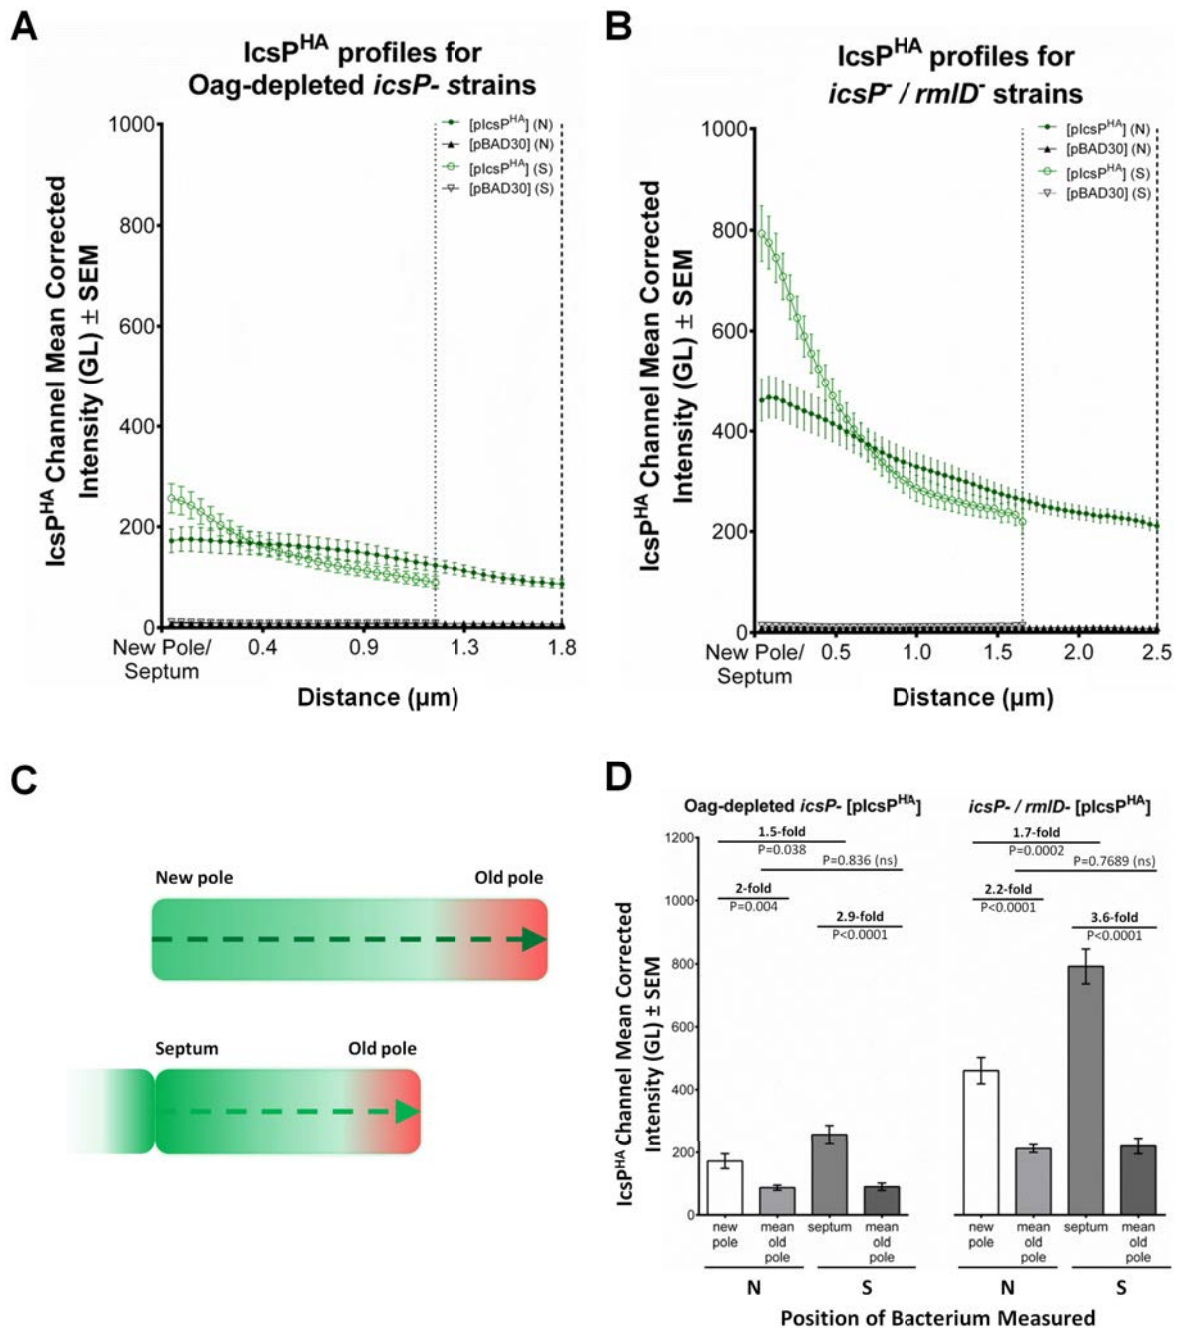 A
IcsPᴴᴬ profiles for
Oag-depleted icsP- strains
IcsPᴴᴬ Channel Mean Corrected
Intensity (GL) ± SEM
1000
800
600
400
200
0
[pIcsPᴴᴬ] (N)
[pBAD30] (N)
[pIcsPᴴᴬ] (S)
[pBAD30] (S)
New Pole/
Septum
0.4
0.9
1.3
1.8
Distance (µm)
B
IcsPᴴᴬ profiles for
icsP⁻ / rmlD⁻ strains
IcsPᴴᴬ Channel Mean Corrected
Intensity (GL) ± SEM
1000
800
600
400
200
0
[pIcsPᴴᴬ] (N)
[pBAD30] (N)
[pIcsPᴴᴬ] (S)
[pBAD30] (S)
New Pole/
Septum
0.5
1.0
1.5
2.0
2.5
Distance (µm)
C
New pole Old pole
Septum Old pole
D
Oag-depleted icsP- [pIcsPᴴᴬ]
icsP- / rmlD- [pIcsPᴴᴬ]
IcsPᴴᴬ Channel Mean Corrected
Intensity (GL) ± SEM
1200
1000
800
600
400
200
0
1.5-fold
P=0.038
P=0.836 (ns)
2-fold
P=0.004
2.9-fold
P<0.0001
1.7-fold
P=0.0002
P=0.7689 (ns)
2.2-fold
P<0.0001
3.6-fold
P<0.0001
new
pole
mean
old
pole
septum
mean
old
pole
new
pole
mean
old
pole
septum
mean
old
pole
N S N S
Position of Bacterium Measured